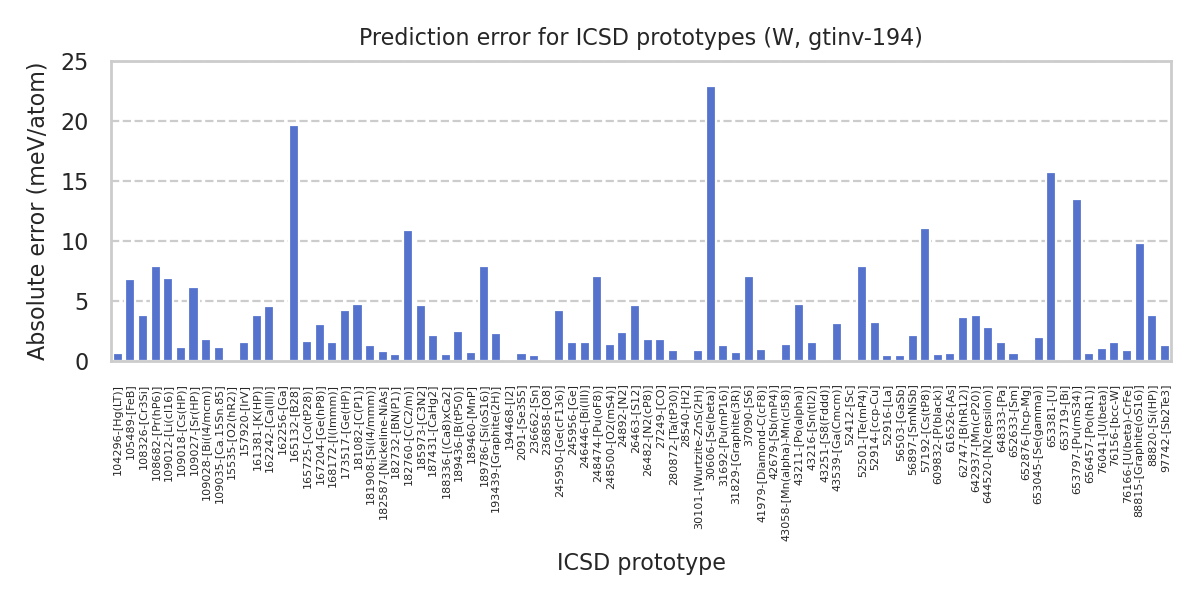 Prediction error for ICSD prototypes (W, gtinv-194)
Absolute error (meV/atom)
25
20
15
10
5
0
104296-[Hg(LT)]
105489-[FeB]
108326-[Cr3Si]
108682-[Pr(hP6)]
109012-[Li(cI16)]
109018-[Cs(HP)]
109027-[Sr(HP)]
109028-[Bi(I4/mcm)]
109035-[Ca.15Sn.85]
15535-[O2(hR2)]
157920-[IrV]
161381-[K(HP)]
162242-[Ca(III)]
162256-[Ga]
165132-[B28]
165725-[Co(tP28)]
167204-[Ge(hP8)]
168172-[I(Immm)]
173517-[Ge(HP)]
181082-[C(P1)]
181908-[Si(I4/mmm)]
182587-[Nickeline-NiAs]
182732-[BN(P1)]
182760-[C(C2/m)]
185973-[C3N2]
187431-[CaHg2]
188336-[(Ca8)xCa2]
189436-[B(tP50)]
189460-[MnP]
189786-[Si(oS16)]
193439-[Graphite(2H)]
194468-[I2]
2091-[Se3S5]
236662-[Sn]
236858-[O8]
245950-[Ge(cF136)]
245956-[Ge]
246446-[Bi(III)]
248474-[Pu(oF8)]
248500-[O2(mS4)]
24892-[N2]
26463-[S12]
26482-[N2(cP8)]
27249-[CO]
280872-[Ta(tP30)]
28540-[H2]
30101-[Wurtzite-ZnS(2H)]
30606-[Se(beta)]
31692-[Pu(mP16)]
31829-[Graphite(3R)]
37090-[S6]
41979-[Diamond-C(cF8)]
42679-[Sb(mP4)]
43058-[Mn(alpha)-Mn(cI58)]
43211-[Po(alpha)]
43216-[Sn(tI2)]
43251-[S8(Fddd)]
43539-[Ga(Cmcm)]
52412-[Sc]
52501-[Te(mP4)]
52914-[ccp-Cu]
52916-[La]
56503-[GaSb]
56897-[SmNiSb]
57192-[Cs(tP8)]
609832-[P(black)]
616526-[As]
62747-[B(hR12)]
642937-[Mn(cP20)]
644520-[N2(epsilon)]
648333-[Pa]
652633-[Sm]
652876-[hcp-Mg]
653045-[Se(gamma)]
653381-[U]
653719-[Ga]
653797-[Pu(mS34)]
656457-[Po(hR1)]
76041-[U(beta)]
76156-[bcc-W]
76166-[U(beta)-CrFe]
88815-[Graphite(oS16)]
88820-[Si(HP)]
97742-[Sb2Te3]
ICSD prototype